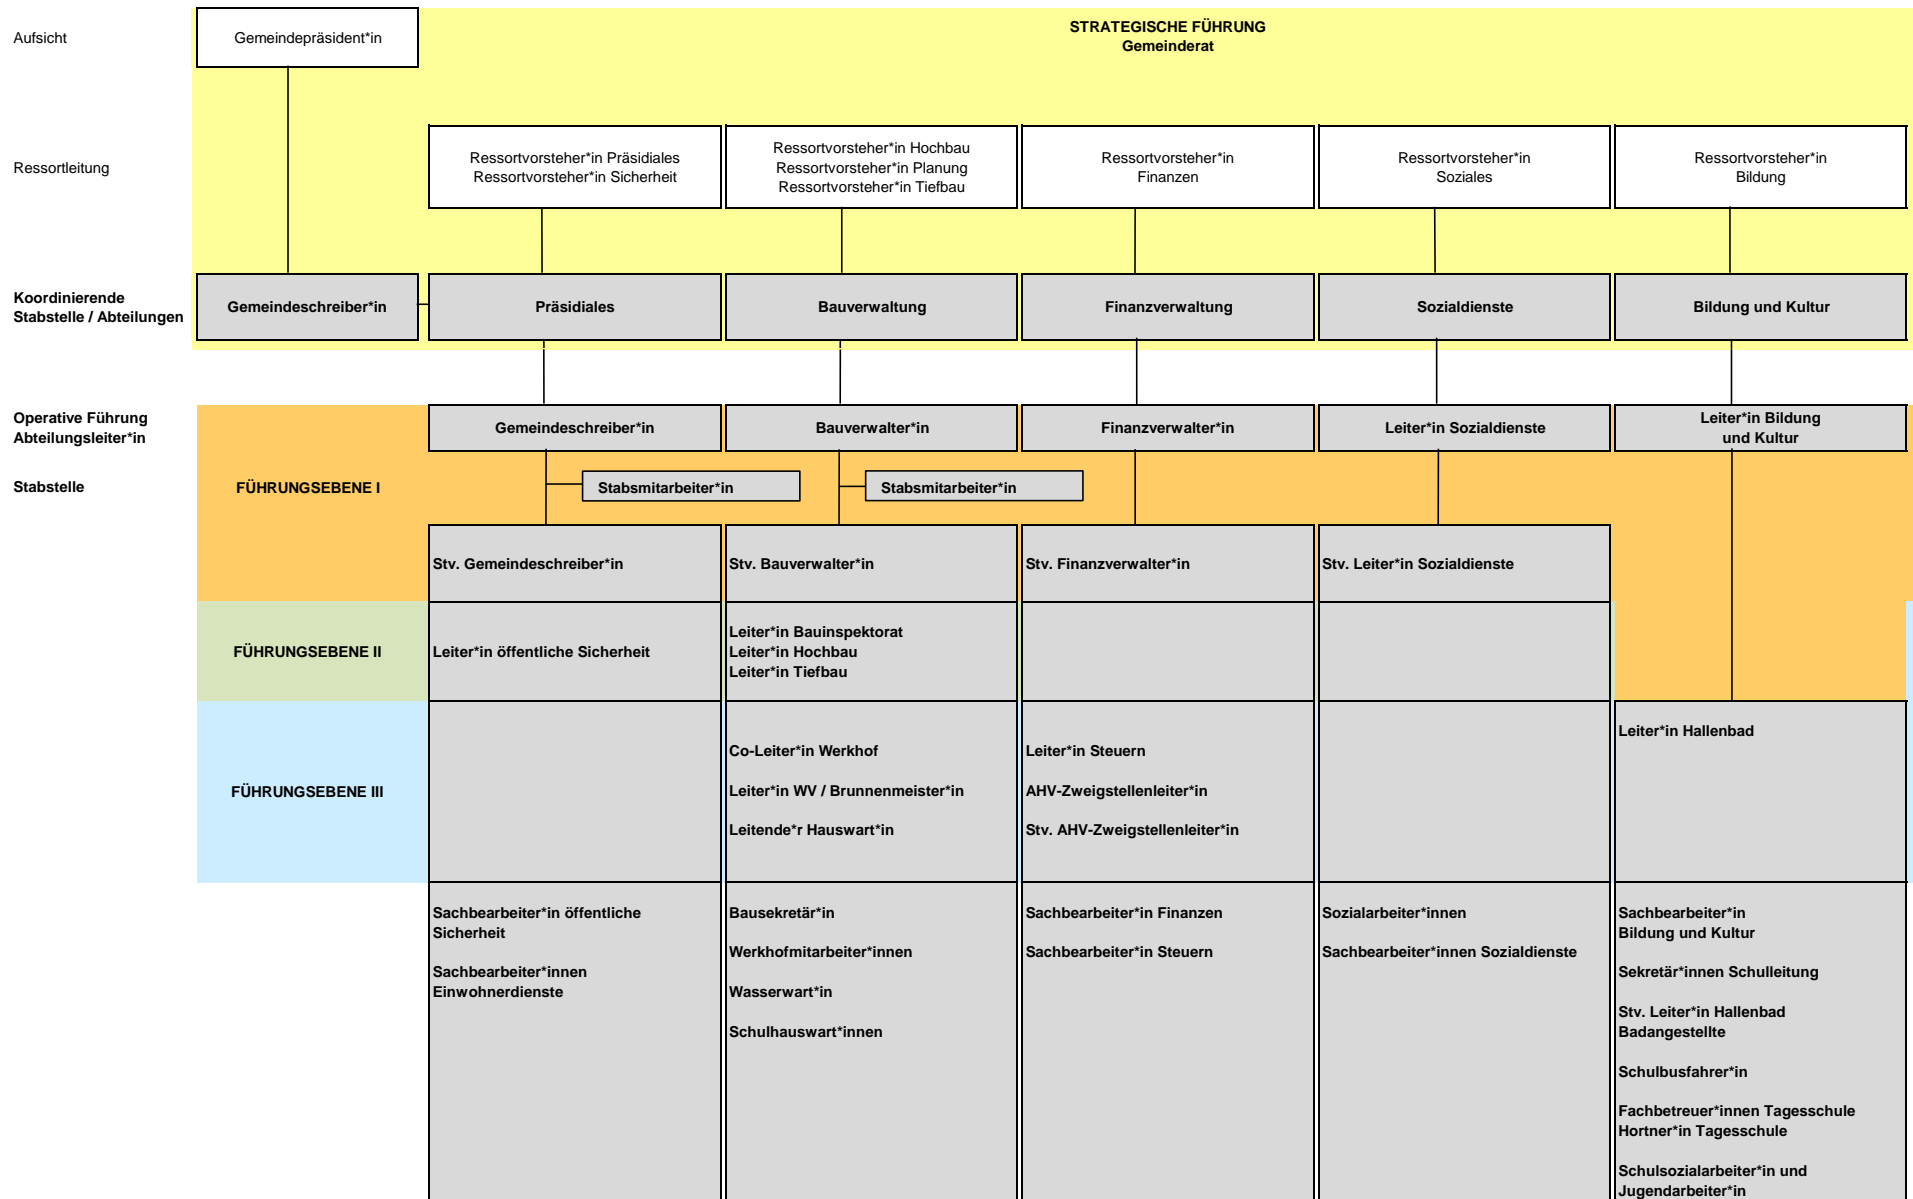 Aufsicht
Gemeindepräsident*in
STRATEGISCHE FÜHRUNG
Gemeinderat
Ressortleitung
Ressortvorsteher*in Präsidiales
Ressortvorsteher*in Sicherheit
Ressortvorsteher*in Hochbau
Ressortvorsteher*in Planung
Ressortvorsteher*in Tiefbau
Ressortvorsteher*in
Finanzen
Ressortvorsteher*in
Soziales
Ressortvorsteher*in
Bildung
Koordinierende
Stabstelle / Abteilungen
Gemeindeschreiber*in
Präsidiales
Bauverwaltung
Finanzverwaltung
Sozialdienste
Bildung und Kultur
Operative Führung
Abteilungsleiter*in
Gemeindeschreiber*in
Bauverwalter*in
Finanzverwalter*in
Leiter*in Sozialdienste
Leiter*in Bildung
und Kultur
Stabstelle
FÜHRUNGSEBENE I
Stabsmitarbeiter*in
Stabsmitarbeiter*in
Stv. Gemeindeschreiber*in
Stv. Bauverwalter*in
Stv. Finanzverwalter*in
Stv. Leiter*in Sozialdienste
FÜHRUNGSEBENE II
Leiter*in öffentliche Sicherheit
Leiter*in Bauinspektorat
Leiter*in Hochbau
Leiter*in Tiefbau
FÜHRUNGSEBENE III
Co-Leiter*in Werkhof
Leiter*in WV / Brunnenmeister*in
Leitende*r Hauswart*in
Leiter*in Steuern
AHV-Zweigstellenleiter*in
Stv. AHV-Zweigstellenleiter*in
Leiter*in Hallenbad
Sachbearbeiter*in öffentliche
Sicherheit
Sachbearbeiter*innen
Einwohnerdienste
Bausekretär*in
Werkhofmitarbeiter*innen
Wasserwart*in
Schulhauswart*innen
Sachbearbeiter*in Finanzen
Sachbearbeiter*in Steuern
Sozialarbeiter*innen
Sachbearbeiter*innen Sozialdienste
Sachbearbeiter*in
Bildung und Kultur
Sekretär*innen Schulleitung
Stv. Leiter*in Hallenbad
Badangestellte
Schulbusfahrer*in
Fachbetreuer*innen Tagesschule
Hortner*in Tagesschule
Schulsozialarbeiter*in und
Jugendarbeiter*in